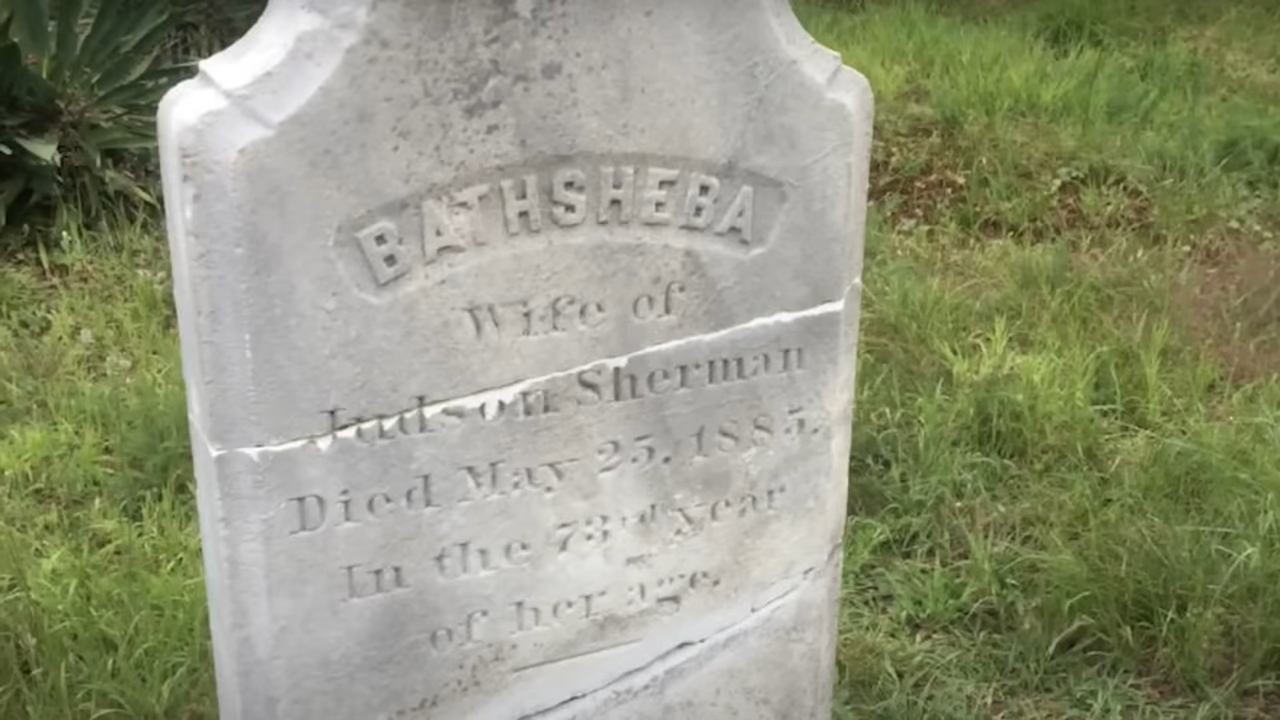 BATHSHEBA
Wife of
Judson Sherman
Died May 25, 1885.
In the 73rd year
of her age.